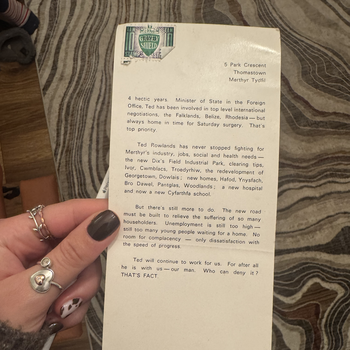 GREEN
SHIELD
5 Park Crescent
Thomastown
Merthyr Tydfil
4 hectic years. Minister of State in the Foreign
Office, Ted has been involved in top level international
negotiations, the Falklands, Belize, Rhodesia — but
always home in time for Saturday surgery. That's
top priority.
Ted Rowlands has never stopped fighting for
Merthyr's industry, jobs, social and health needs —
the new Dix's Field Industrial Park, clearing tips,
Ivor, Cwmblacs, Troedyrhiw, the redevelopment of
Georgetown, Dowlais; new homes, Hafod, Ynysfach,
Bro Dawel, Pantglas, Woodlands; a new hospital
and now a new Cyfarthfa school.
But there's still more to do. The new road
must be built to relieve the suffering of so many
householders. Unemployment is still too high —
still too many young people waiting for a home. No
room for complacency — only dissatisfaction with
the speed of progress.
Ted will continue to work for us. For after all
he is with us — our man. Who can deny it?
THAT'S FACT.